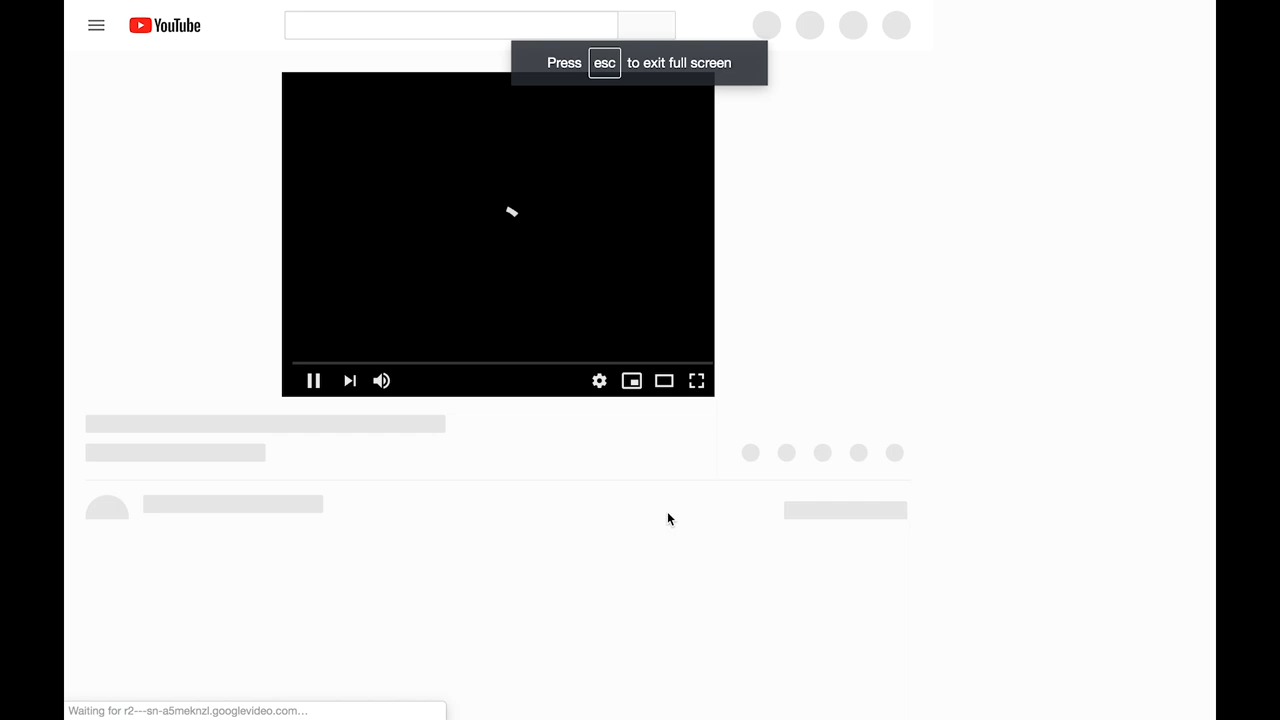 YouTube
Press esc to exit full screen
Waiting for r2---sn-a5meknzl.googlevideo.com...